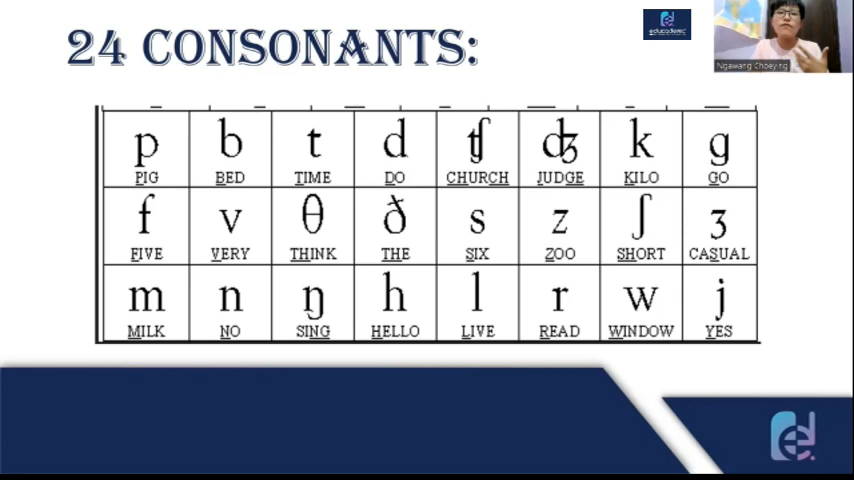 24 CONSONANTS:
educademic
Ngawang Choeying
p b t d ʧ ʤ k g
PIG BED TIME DO CHURCH JUDGE KILO GO
f v θ ð s z ʃ ʒ
FIVE VERY THINK THE SIX ZOO SHORT CASUAL
m n ŋ h l r w j
MILK NO SING HELLO LIVE READ WINDOW YES